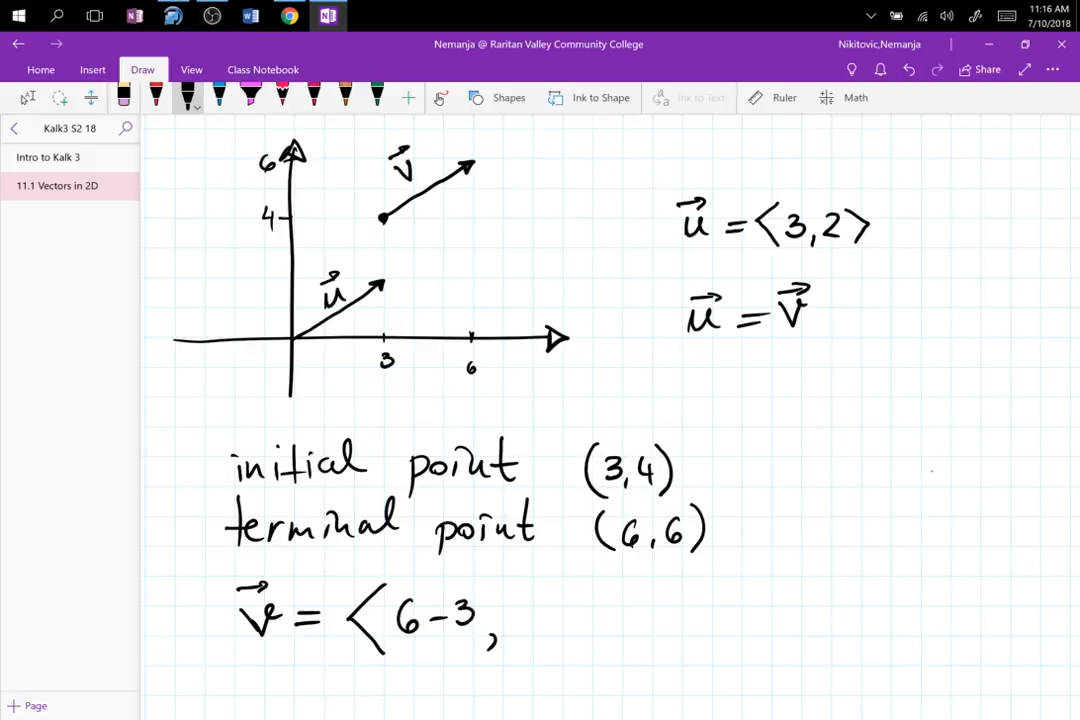 11:16 AM
7/10/2018
Nemanja @ Raritan Valley Community College
Nikitovic,Nemanja
Home Insert Draw View Class Notebook
Share
Shapes Ink to Shape Ink to Text Ruler Math
Kalk3 S2 18
Intro to Kalk 3
11.1 Vectors in 2D
6
v⃗
4
u⃗
3 6
u⃗ = ⟨3,2⟩
u⃗ = v⃗
initial point (3,4)
terminal point (6,6)
v⃗ = ⟨6-3,
+ Page